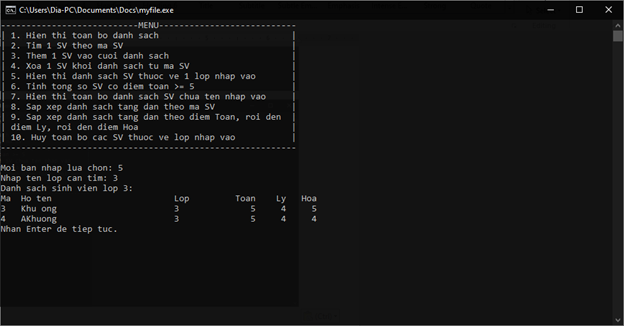 C:\Users\Dia-PC\Documents\Docs\myfile.exe
---------------------------MENU---------------------------
| 1. Hien thi toan bo danh sach |
| 2. Tim 1 SV theo ma SV |
| 3. Them 1 SV vao cuoi danh sach |
| 4. Xoa 1 SV khoi danh sach tu ma SV |
| 5. Hien thi danh sach SV thuoc ve 1 lop nhap vao |
| 6. Tinh tong so SV co diem toan >= 5 |
| 7. Hien thi toan bo danh sach SV chua ten nhap vao |
| 8. Sap xep danh sach tang dan theo ma SV |
| 9. Sap xep danh sach tang dan theo diem Toan, roi den |
| diem Ly, roi den diem Hoa |
| 10. Huy toan bo cac SV thuoc ve lop nhap vao |
----------------------------------------------------------
Moi ban nhap lua chon: 5
Nhap ten lop can tim: 3
Danh sach sinh vien lop 3:
Ma Ho ten Lop Toan Ly Hoa
3 Khu ong 3 5 4 5
4 AKhuong 3 5 4 4
Nhan Enter de tiep tuc.